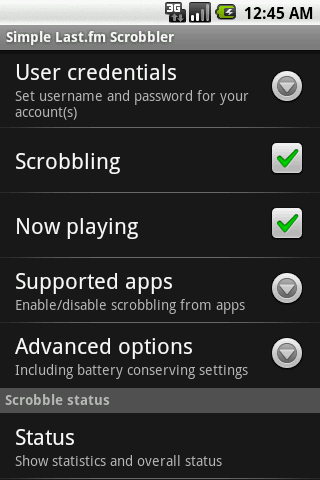 3G 12:45 AM
Simple Last.fm Scrobbler
User credentials
Set username and password for your
account(s)
Scrobbling
Now playing
Supported apps
Enable/disable scrobbling from apps
Advanced options
Including battery conserving settings
Scrobble status
Status
Show statistics and overall status